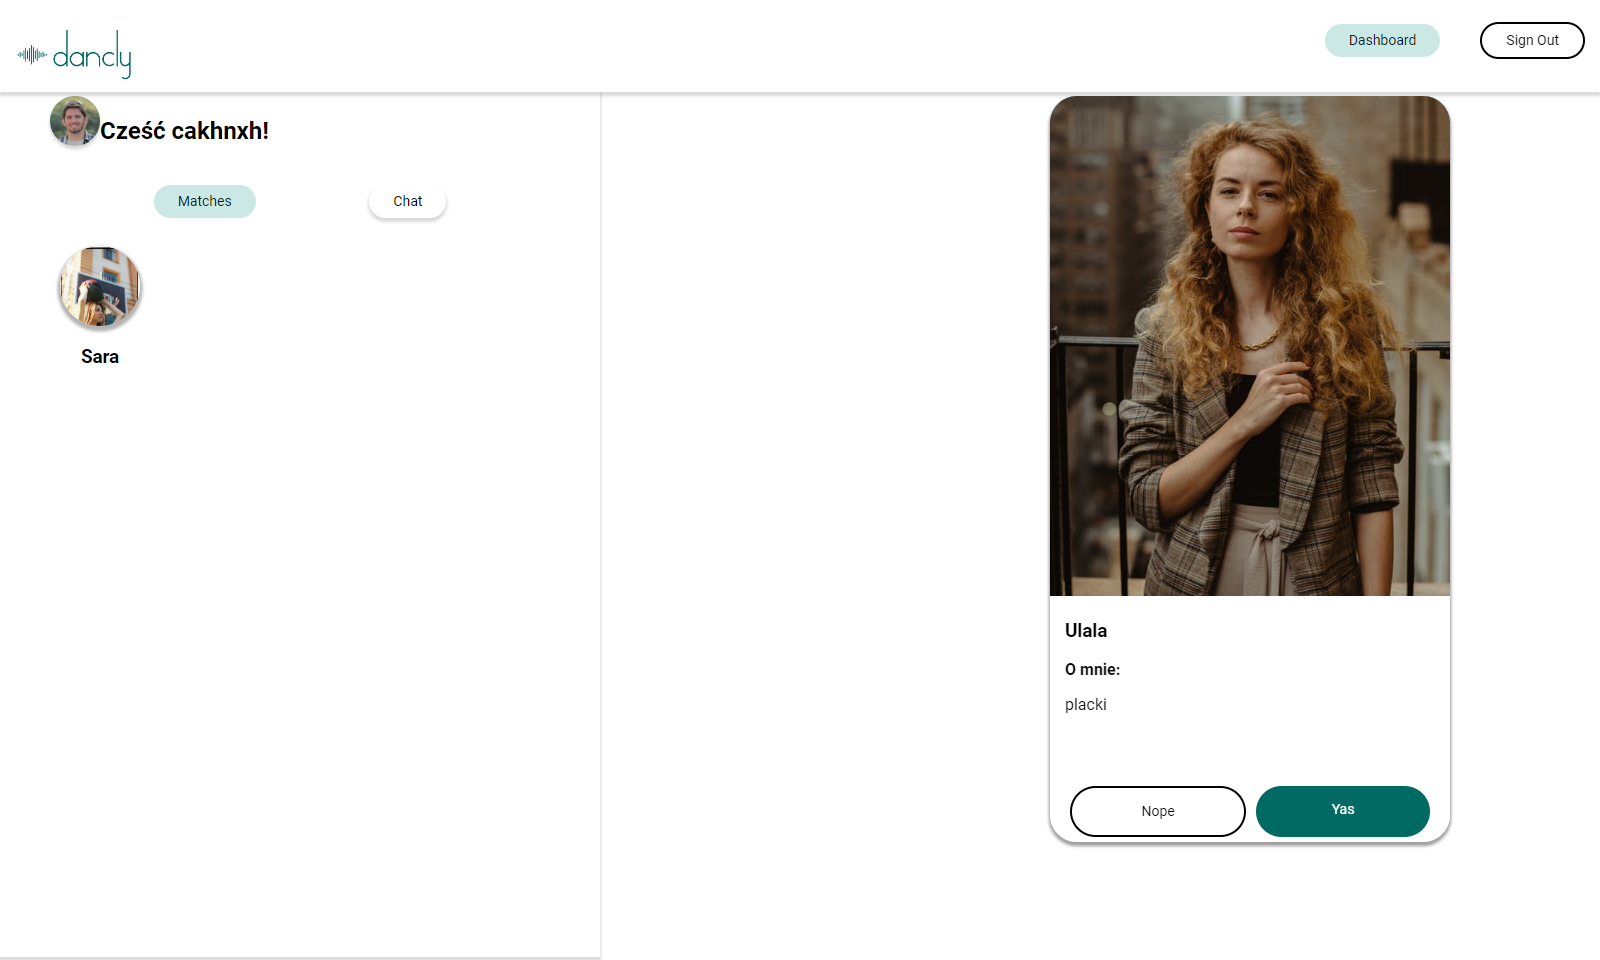 dancly
Dashboard
Sign Out
Cześć cakhnxh!
Matches
Chat
Sara
Ulala
O mnie:
placki
Nope
Yas